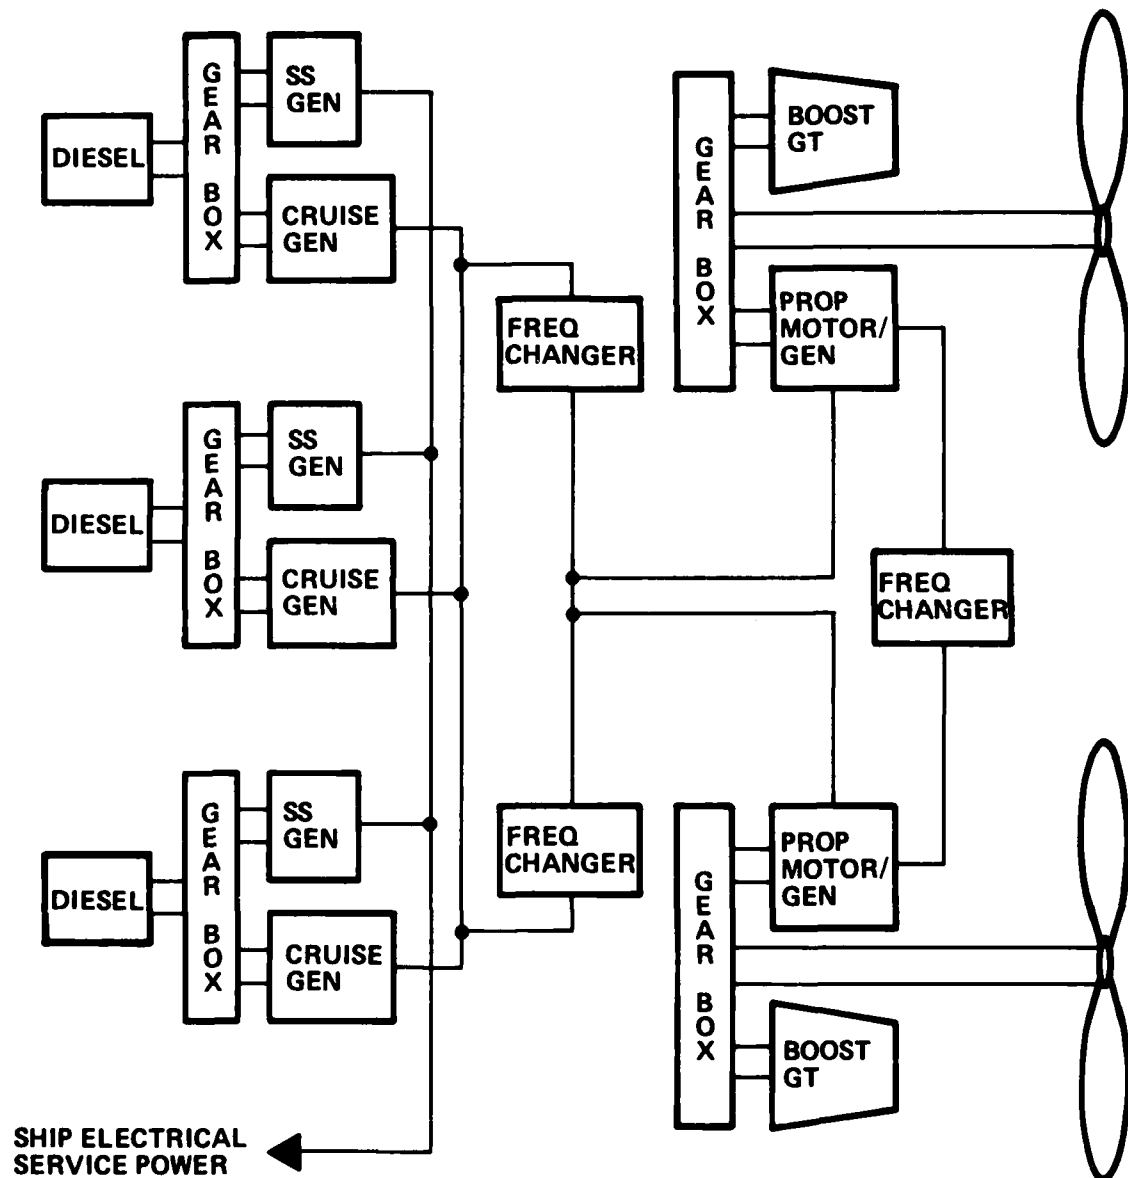 DIESEL
GEAR BOX
SS
GEN
CRUISE
GEN
DIESEL
GEAR BOX
SS
GEN
CRUISE
GEN
DIESEL
GEAR BOX
SS
GEN
CRUISE
GEN
SHIP ELECTRICAL
SERVICE POWER
FREQ
CHANGER
FREQ
CHANGER
GEAR BOX
BOOST
GT
PROP
MOTOR/
GEN
FREQ
CHANGER
GEAR BOX
PROP
MOTOR/
GEN
BOOST
GT